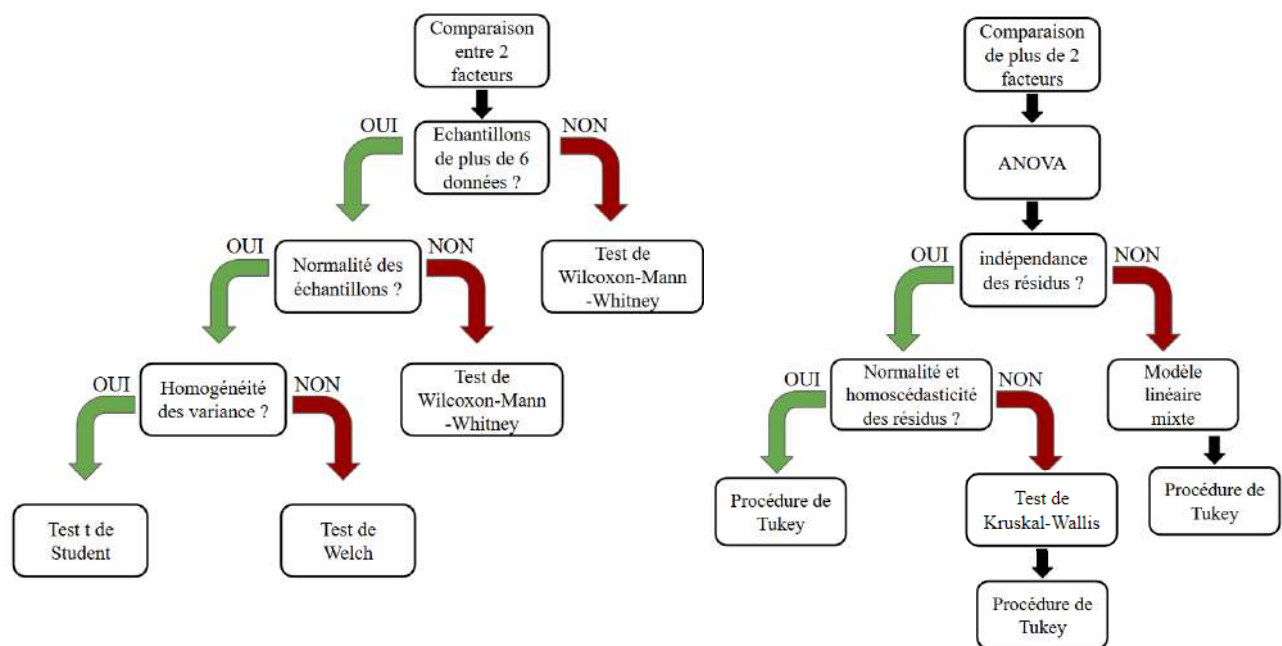 Comparaison
entre 2
facteurs
OUI
Echantillons
de plus de 6
données ?
NON
OUI
Normalité des
échantillons ?
NON
Test de
Wilcoxon-Mann
-Whitney
OUI
Homogénéité
des variance ?
NON
Test de
Wilcoxon-Mann
-Whitney
Test t de
Student
Test de
Welch
Comparaison
de plus de 2
facteurs
ANOVA
OUI
indépendance
des résidus ?
NON
OUI
Normalité et
homoscédasticité
des résidus ?
NON
Modèle
linéaire
mixte
Procédure de
Tukey
Test de
Kruskal-Wallis
Procédure de
Tukey
Procédure de
Tukey